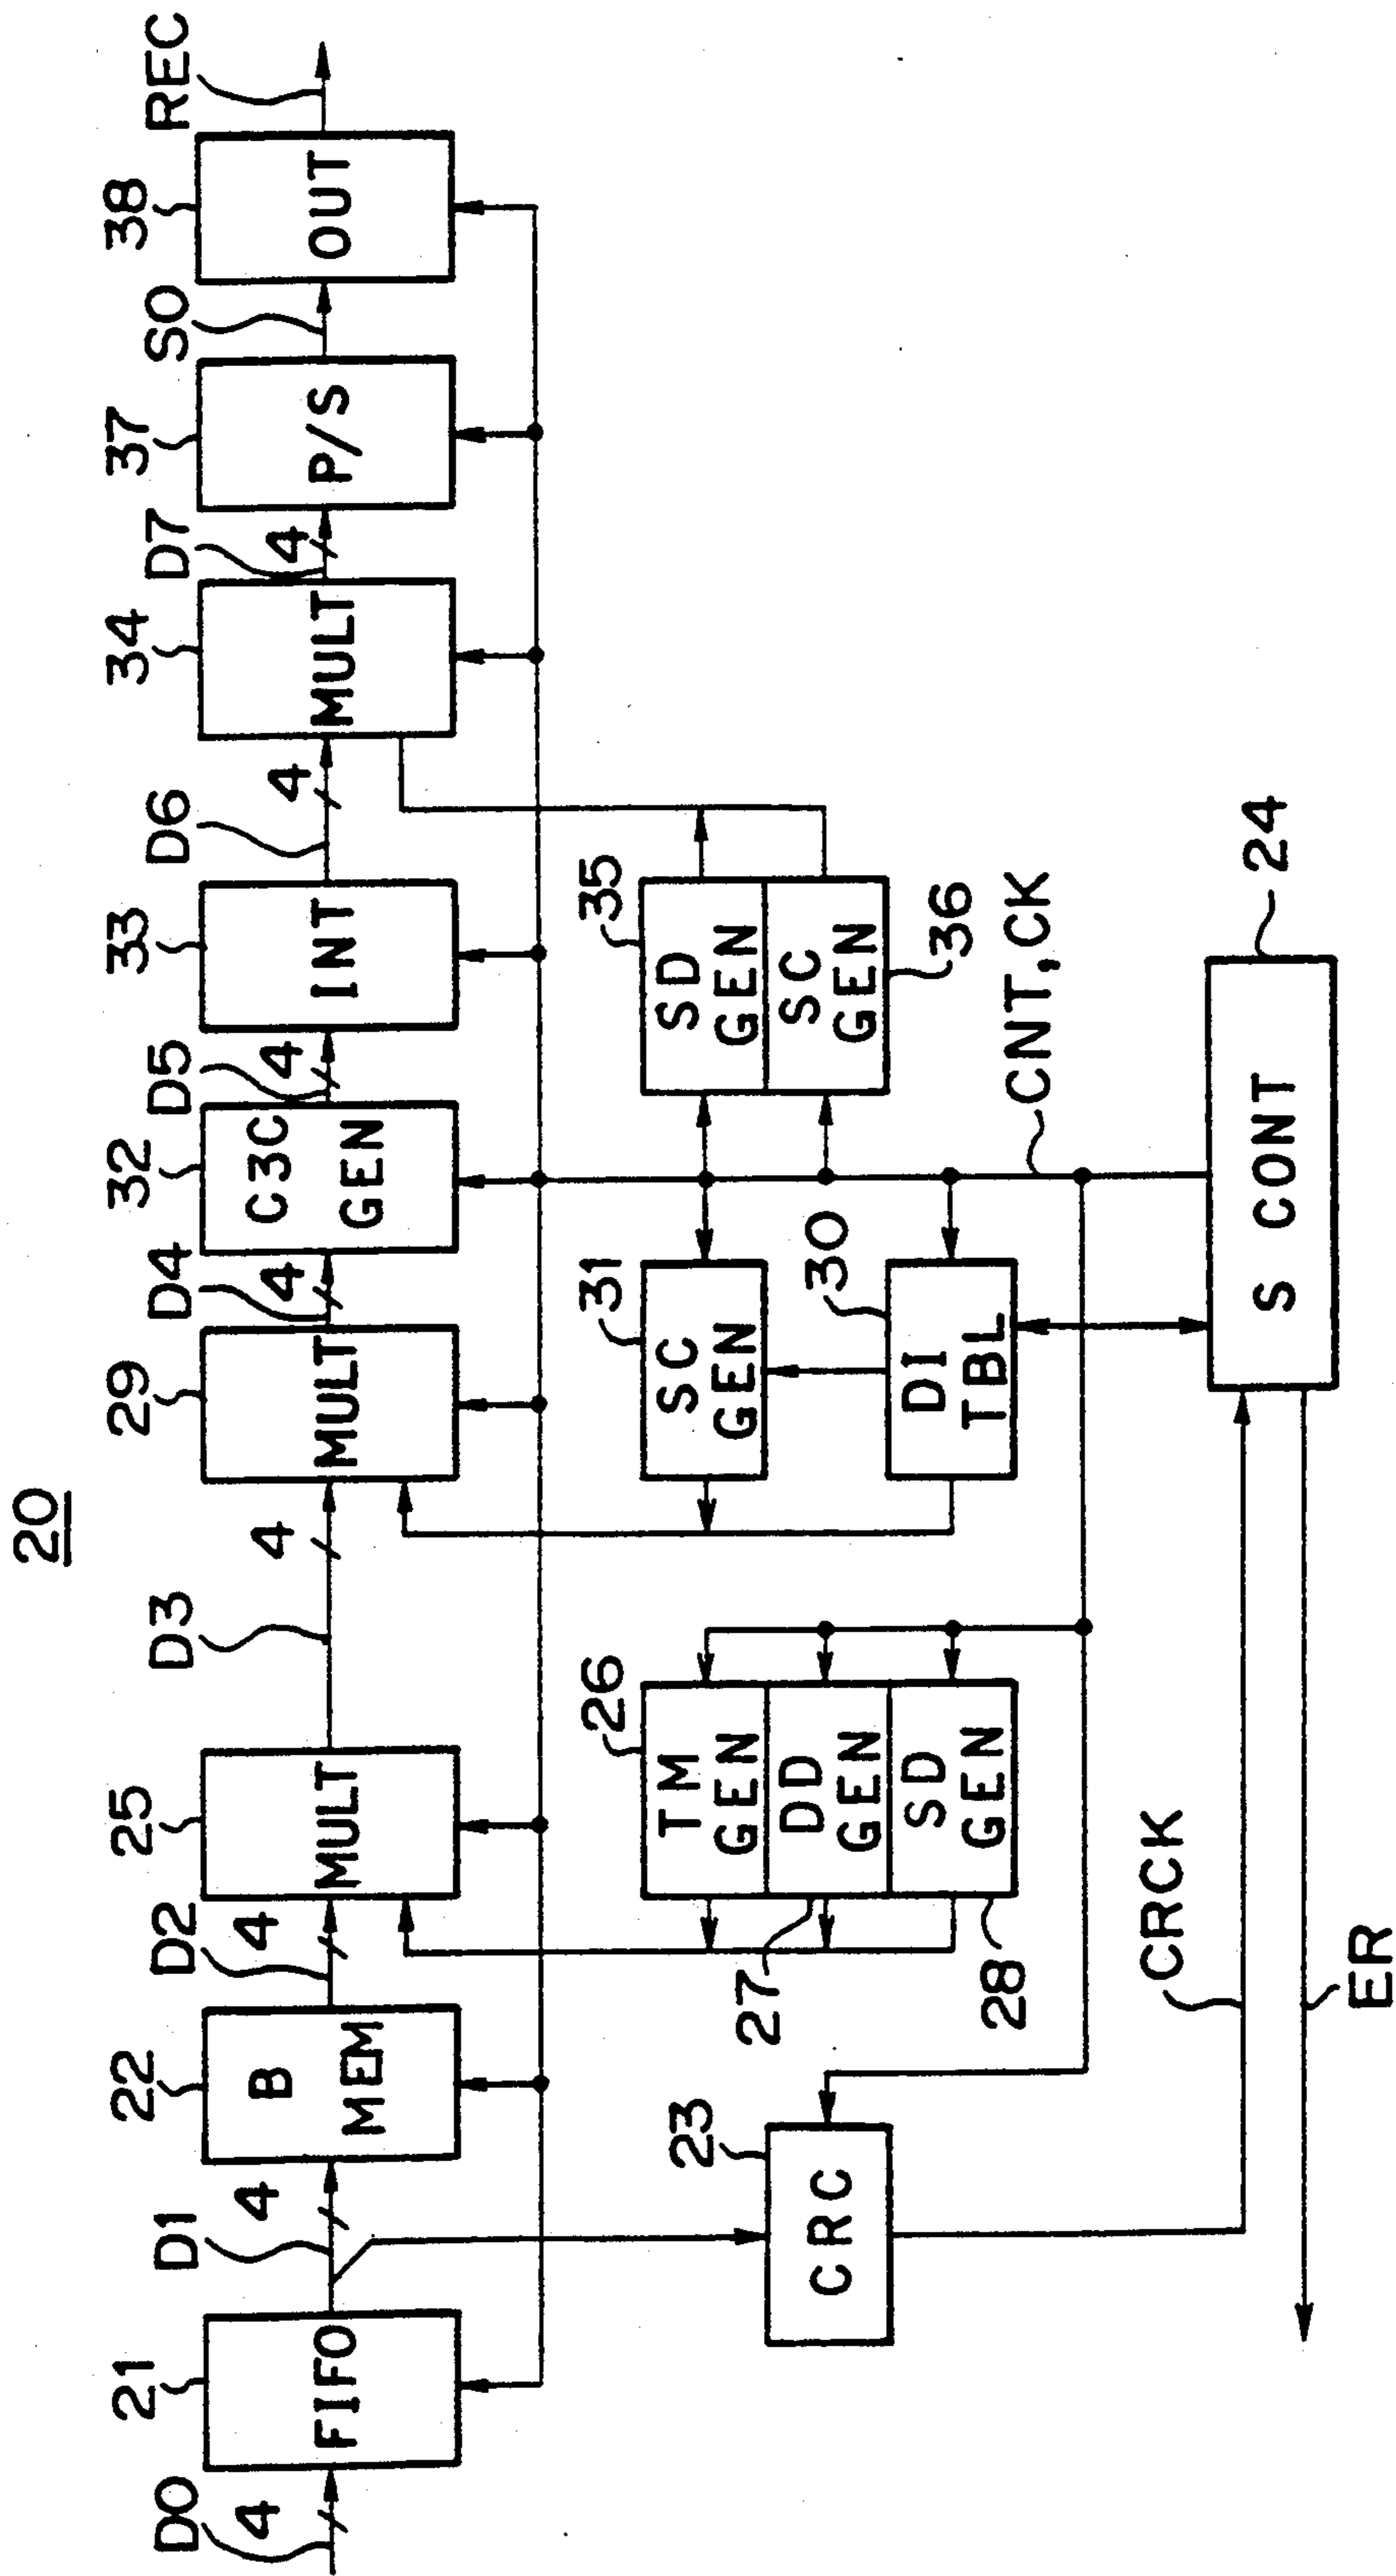 20
D0
4
21
FIFO
D1
4
22
B
MEM
D2
4
25
MULT
D3
4
29
MULT
D4
4
32
C3C
GEN
D5
4
33
INT
D6
4
34
MULT
D7
4
37
P/S
SO
38
OUT
REC
23
CRC
26
TM
GEN
27
DD
GEN
28
SD
GEN
31
SC
GEN
30
DI
TBL
35
SD
GEN
36
SC
GEN
CNT,CK
24
S CONT
CRCK
ER